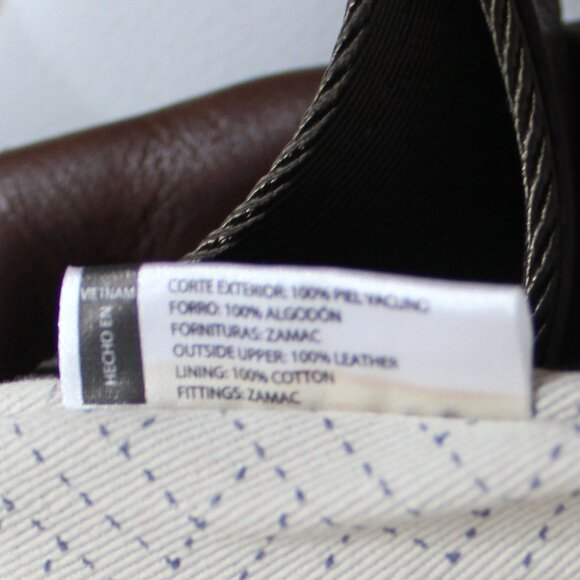 HECHO EN
VIETNAM
CORTE EXTERIOR: 100% PIEL VACUNO
FORRO: 100% ALGODÓN
FORNITURAS: ZAMAC
OUTSIDE UPPER: 100% LEATHER
LINING: 100% COTTON
FITTINGS: ZAMAC